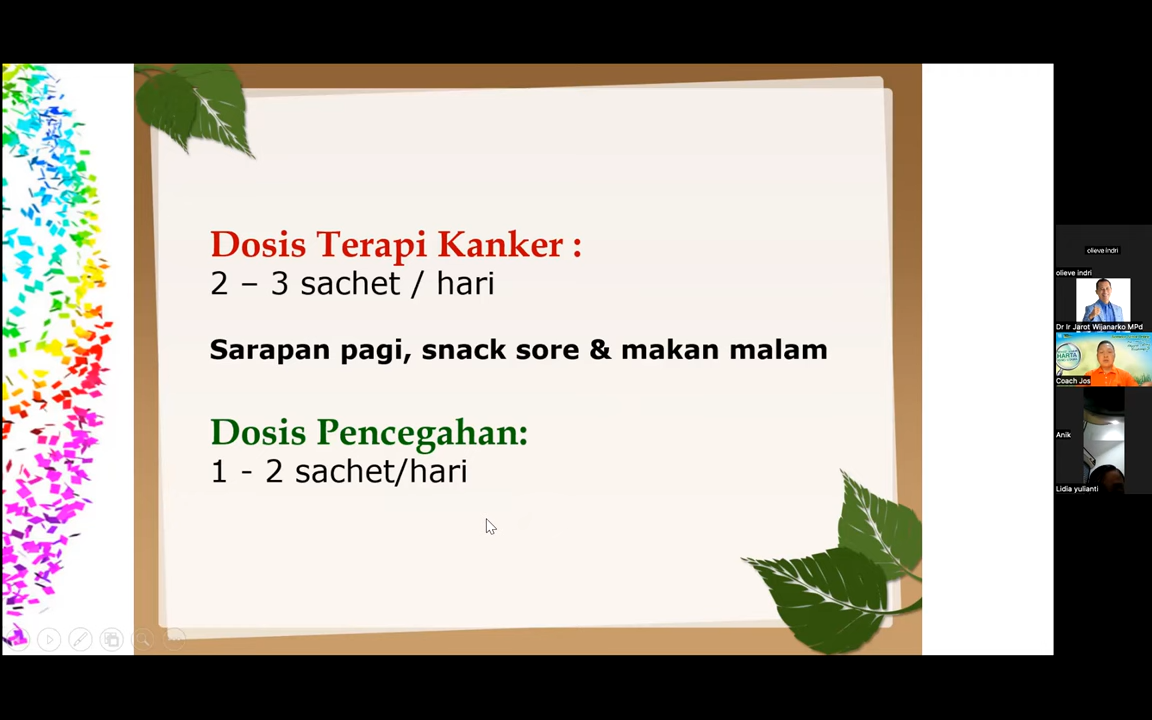 Dosis Terapi Kanker :
2 – 3 sachet / hari
Sarapan pagi, snack sore & makan malam
Dosis Pencegahan:
1 - 2 sachet/hari
olieve indri
olieve indri
Dr Ir Jarot Wijanarko MPd
HARTA
Coach Jos
Anik
Lidia yulianti